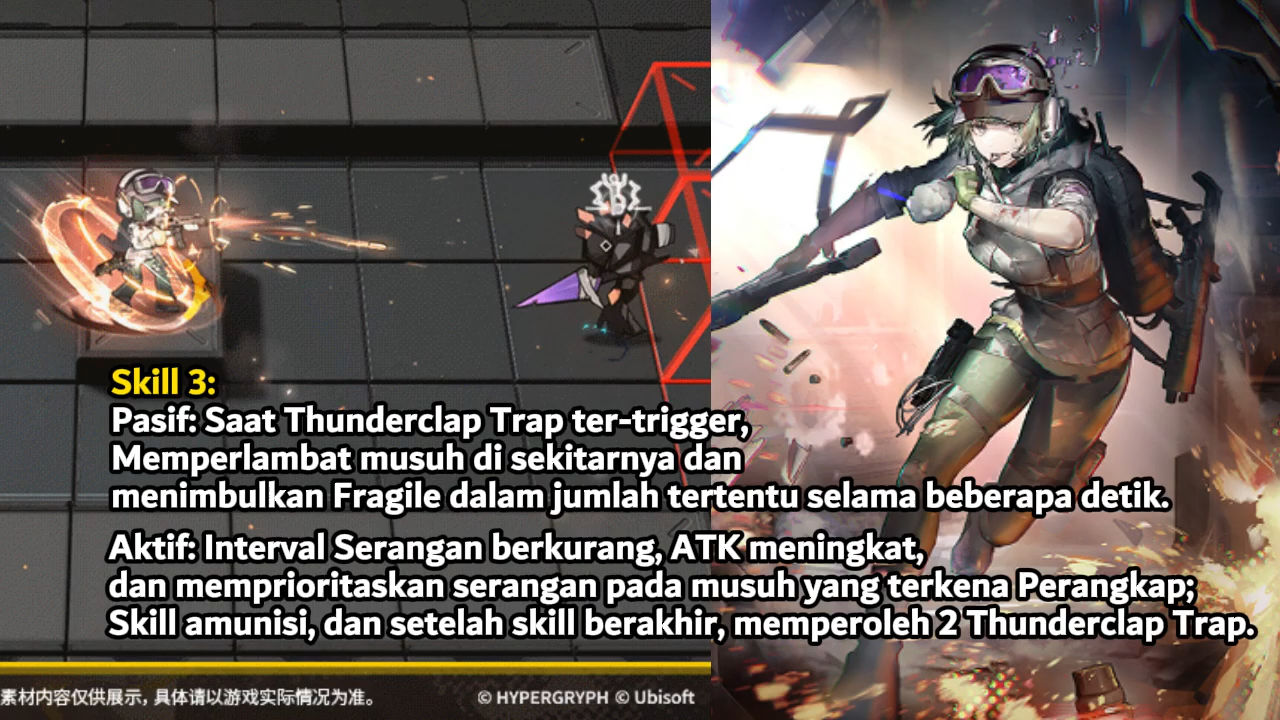 Skill 3:
Pasif: Saat Thunderclap Trap ter-trigger,
Memperlambat musuh di sekitarnya dan
menimbulkan Fragile dalam jumlah tertentu selama beberapa detik.
Aktif: Interval Serangan berkurang, ATK meningkat,
dan memprioritaskan serangan pada musuh yang terkena Perangkap;
Skill amunisi, dan setelah skill berakhir, memperoleh 2 Thunderclap Trap.
素材内容仅供展示，具体请以游戏实际情况为准。
© HYPERGRYPH © Ubisoft